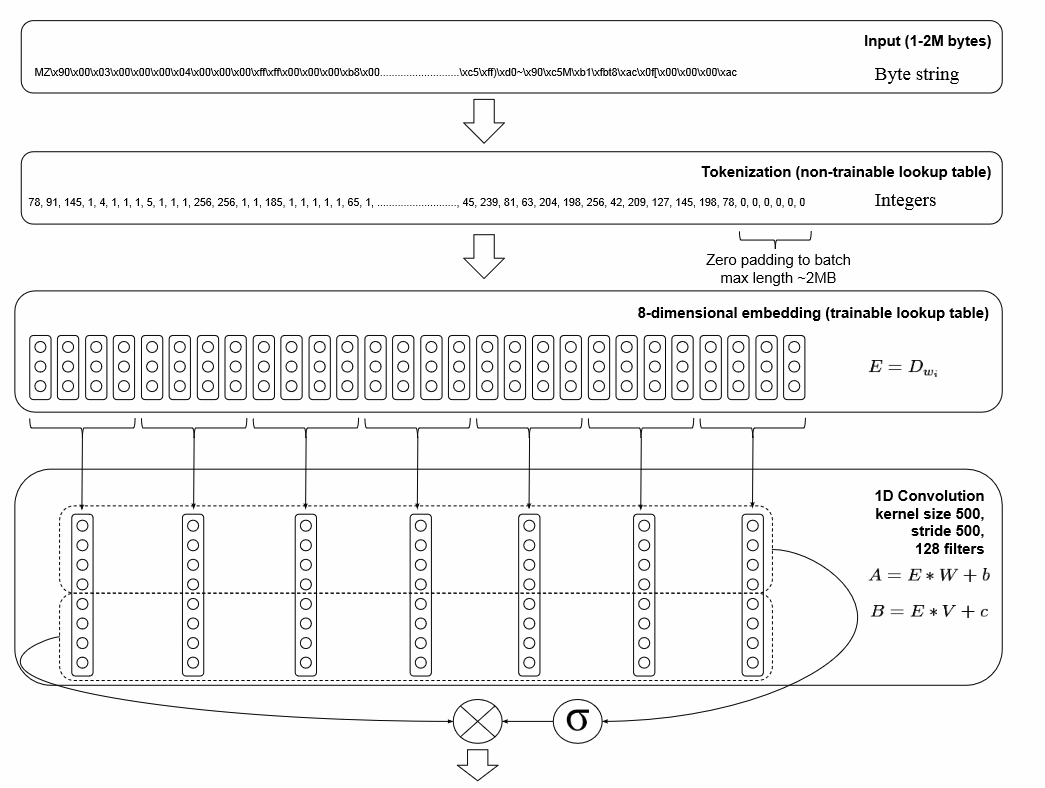 Input (1-2M bytes)
MZ\x90\x00\x03\x00\x00\x00\x04\x00\x00\x00\xff\xff\x00\x00\x00\xb8\x00..........................\xc5\xff)\xd0~\x90\xc5M\xb1\xfbt8\xac\x0f[\x00\x00\x00\xac
Byte string
Tokenization (non-trainable lookup table)
78, 91, 145, 1, 4, 1, 1, 1, 5, 1, 1, 1, 256, 256, 1, 1, 185, 1, 1, 1, 1, 1, 65, 1, .........................., 45, 239, 81, 63, 204, 198, 256, 42, 209, 127, 145, 198, 78, 0, 0, 0, 0, 0, 0
Integers
Zero padding to batch
max length ~2MB
8-dimensional embedding (trainable lookup table)
E = D_{w_i}
1D Convolution
kernel size 500,
stride 500,
128 filters
A = E ∗ W + b
B = E ∗ V + c
σ